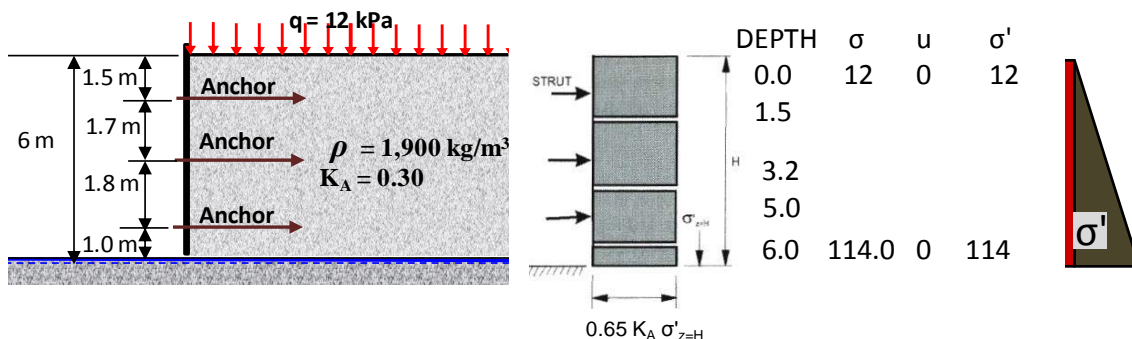 q = 12 kPa
1.5 m
Anchor
1.7 m
Anchor
6 m
ρ = 1,900 kg/m³
K_A = 0.30
1.8 m
Anchor
1.0 m
STRUT
H
σ'z=H
0.65 K_A σ'z=H
DEPTH σ u σ'
0.0 12 0 12
1.5
3.2
5.0
6.0 114.0 0 114
σ'